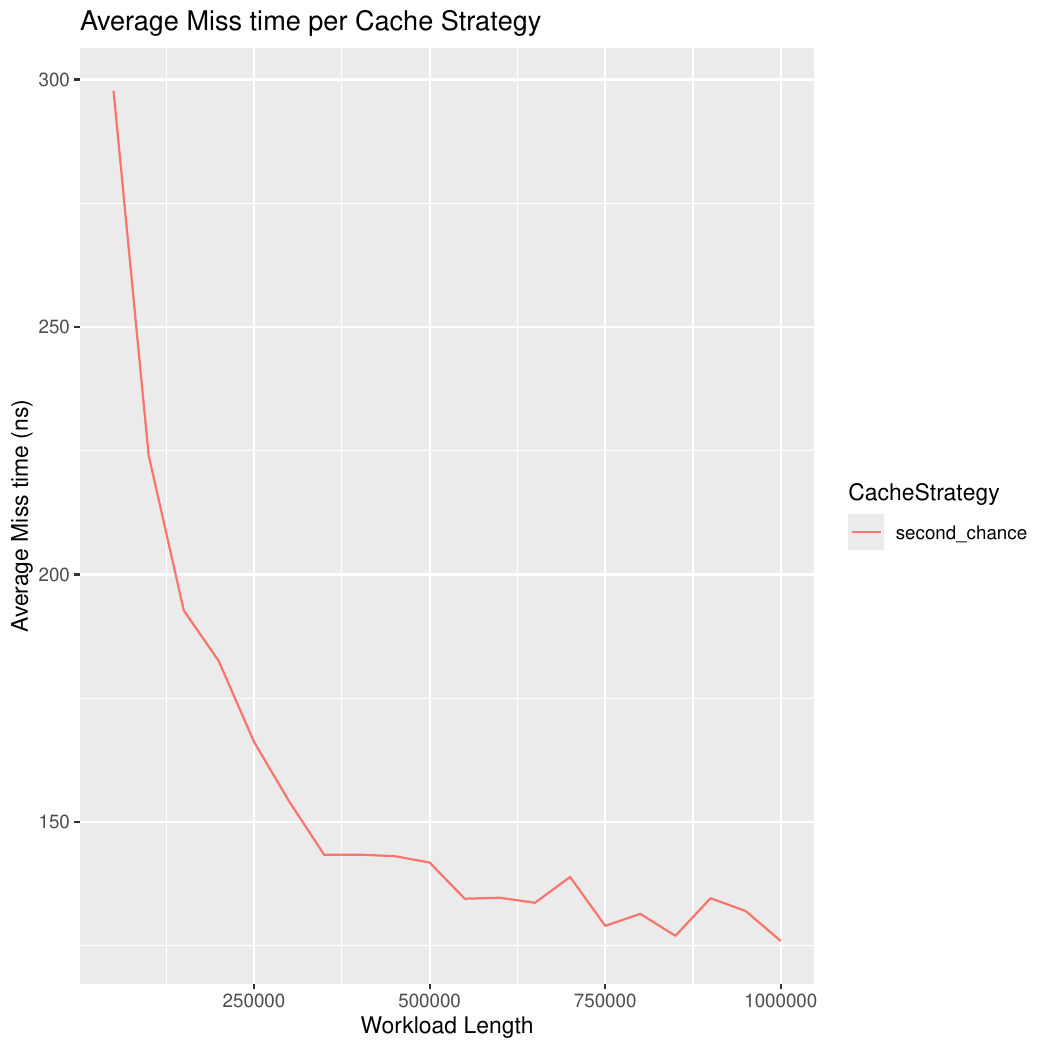 Average Miss time per Cache Strategy
300
250
200
150
Average Miss time (ns)
250000
500000
750000
1000000
Workload Length
CacheStrategy
second_chance